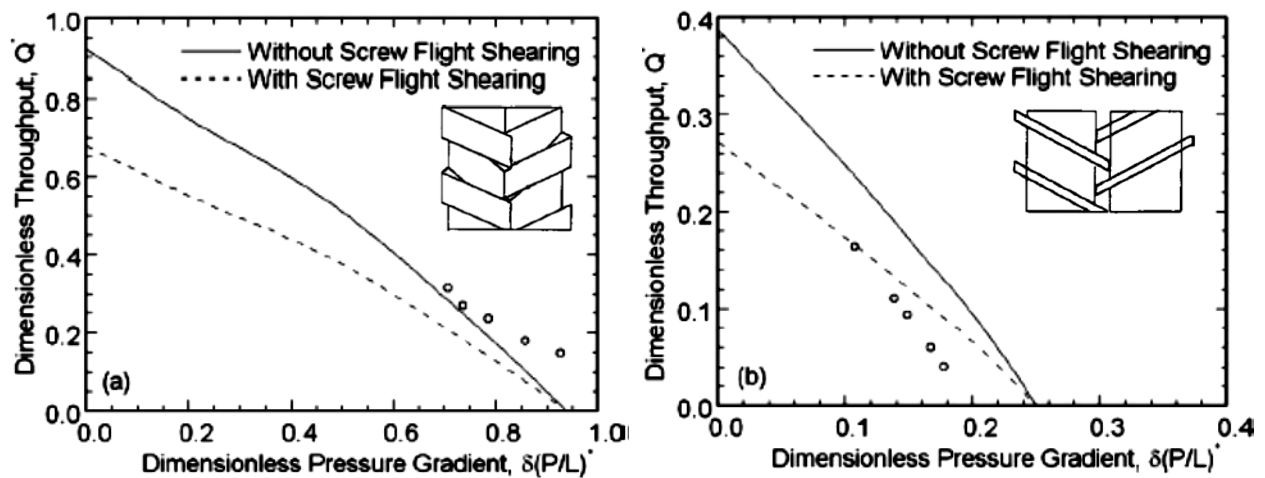 1.0
0.8
0.6
0.4
0.2
0.0
0.0 0.2 0.4 0.6 0.8 1.0
Dimensionless Throughput, Q*
Without Screw Flight Shearing
With Screw Flight Shearing
(a)
Dimensionless Pressure Gradient, δ(P/L)*
0.4
0.3
0.2
0.1
0.0
0.0 0.1 0.2 0.3 0.4
Dimensionless Throughput, Q*
Without Screw Flight Shearing
With Screw Flight Shearing
(b)
Dimensionless Pressure Gradient, δ(P/L)*